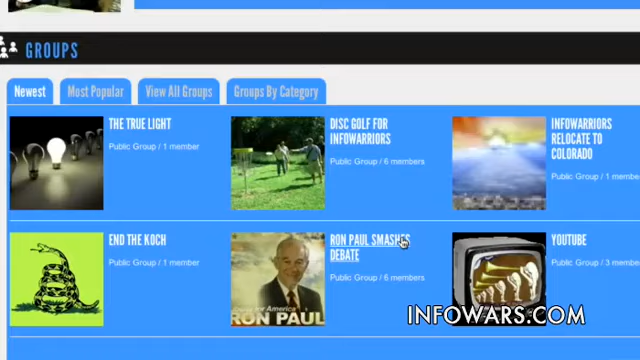 GROUPS
Newest
Most Popular
View All Groups
Groups By Category
THE TRUE LIGHT
Public Group / 1 member
DISC GOLF FOR
INFOWARRIORS
Public Group / 6 members
INFOWARRIORS
RELOCATE TO
COLORADO
Public Group / 1 mem
END THE KOCH
Public Group / 1 member
RON PAUL SMASHES
DEBATE
Public Group / 6 members
RON PAUL
YOUTUBE
Public Group / 3 membe
INFOWARS.COM